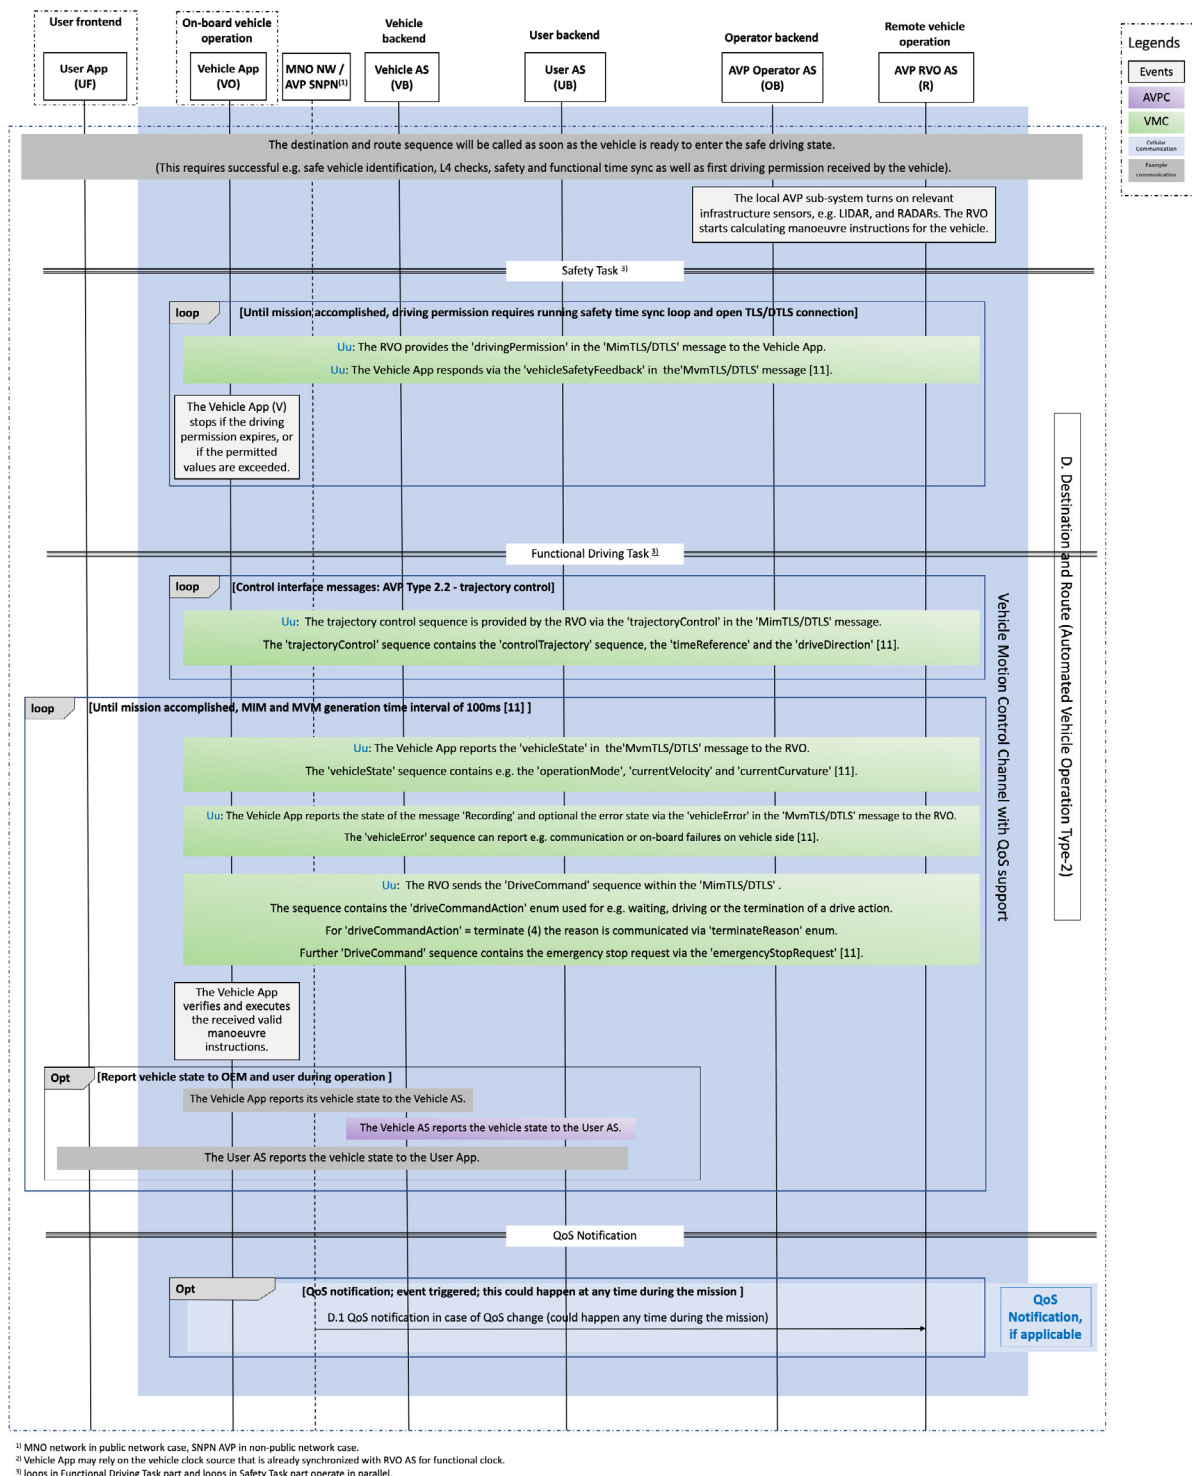 User frontend
On-board vehicle
operation
Vehicle
backend
User backend
Operator backend
Remote vehicle
operation
User App
(UF)
Vehicle App
(VO)
MNO NW /
AVP SNPN(1)
Vehicle AS
(VB)
User AS
(UB)
AVP Operator AS
(OB)
AVP RVO AS
(R)
Legends
Events
AVPC
VMC
Cellular
Communication
Example
communication
The destination and route sequence will be called as soon as the vehicle is ready to enter the safe driving state.
(This requires successful e.g. safe vehicle identification, L4 checks, safety and functional time sync as well as first driving permission received by the vehicle).
The local AVP sub-system turns on relevant
infrastructure sensors, e.g. LIDAR, and RADARs. The RVO
starts calculating manoeuvre instructions for the vehicle.
Safety Task 3)
loop
[Until mission accomplished, driving permission requires running safety time sync loop and open TLS/DTLS connection]
Uu: The RVO provides the 'drivingPermission' in the 'MimTLS/DTLS' message to the Vehicle App.
Uu: The Vehicle App responds via the 'vehicleSafetyFeedback' in the'MvmTLS/DTLS' message [11].
The Vehicle App (V)
stops if the driving
permission expires, or
if the permitted
values are exceeded.
D. Destination and Route (Automated Vehicle Operation Type-2)
Functional Driving Task 3)
loop
[Control interface messages: AVP Type 2.2 - trajectory control]
Uu: The trajectory control sequence is provided by the RVO via the 'trajectoryControl' in the 'MimTLS/DTLS' message.
The 'trajectoryControl' sequence contains the 'controlTrajectory' sequence, the 'timeReference' and the 'driveDirection' [11].
Vehicle Motion Control Channel with QoS support
loop
[Until mission accomplished, MIM and MVM generation time interval of 100ms [11] ]
Uu: The Vehicle App reports the 'vehicleState' in the'MvmTLS/DTLS' message to the RVO.
The 'vehicleState' sequence contains e.g. the 'operationMode', 'currentVelocity' and 'currentCurvature' [11].
Uu: The Vehicle App reports the state of the message 'Recording' and optional the error state via the 'vehicleError' in the 'MvmTLS/DTLS' message to the RVO.
The 'vehicleError' sequence can report e.g. communication or on-board failures on vehicle side [11].
Uu: The RVO sends the 'DriveCommand' sequence within the 'MimTLS/DTLS' .
The sequence contains the 'driveCommandAction' enum used for e.g. waiting, driving or the termination of a drive action.
For 'driveCommandAction' = terminate (4) the reason is communicated via 'terminateReason' enum.
Further 'DriveCommand' sequence contains the emergency stop request via the 'emergencyStopRequest' [11].
The Vehicle App
verifies and executes
the received valid
manoeuvre
instructions.
Opt
[Report vehicle state to OEM and user during operation ]
The Vehicle App reports its vehicle state to the Vehicle AS.
The Vehicle AS reports the vehicle state to the User AS.
The User AS reports the vehicle state to the User App.
QoS Notification
Opt
[QoS notification; event triggered; this could happen at any time during the mission ]
D.1 QoS notification in case of QoS change (could happen any time during the mission)
QoS
Notification,
if applicable
1) MNO network in public network case, SNPN AVP in non-public network case.
2) Vehicle App may rely on the vehicle clock source that is already synchronized with RVO AS for functional clock.
3) loops in Functional Driving Task part and loops in Safety Task part operate in parallel.